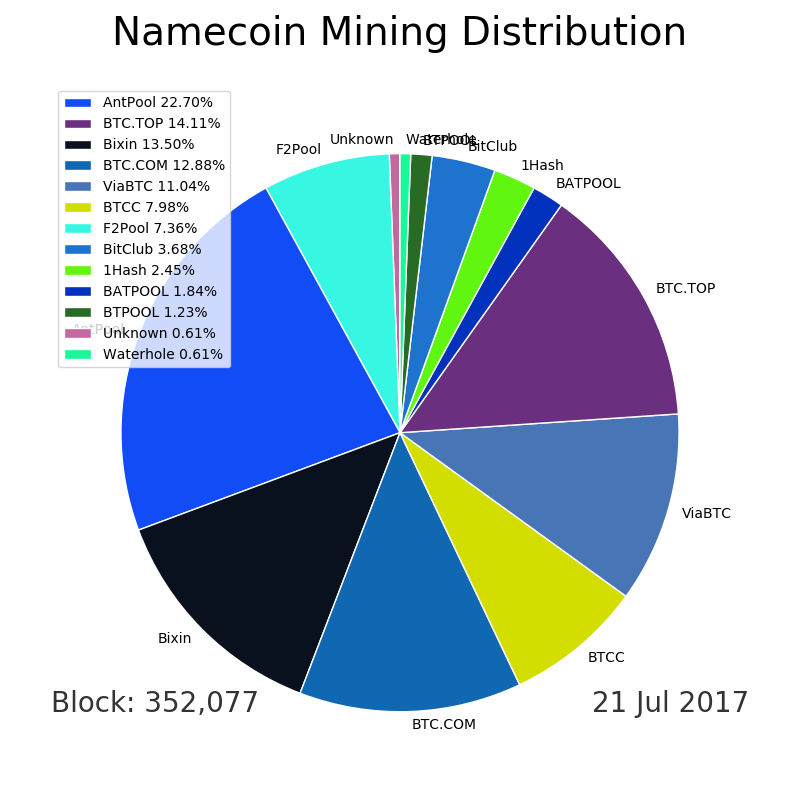 Namecoin Mining Distribution
AntPool 22.70%
BTC.TOP 14.11%
Bixin 13.50%
BTC.COM 12.88%
ViaBTC 11.04%
BTCC 7.98%
F2Pool 7.36%
BitClub 3.68%
1Hash 2.45%
BATPOOL 1.84%
BTPOOL 1.23%
Unknown 0.61%
Waterhole 0.61%
Unknown
Waterhole
BTPOOL
BitClub
F2Pool
1Hash
BATPOOL
BTC.TOP
AntPool
ViaBTC
Bixin
BTCC
BTC.COM
Block: 352,077
21 Jul 2017